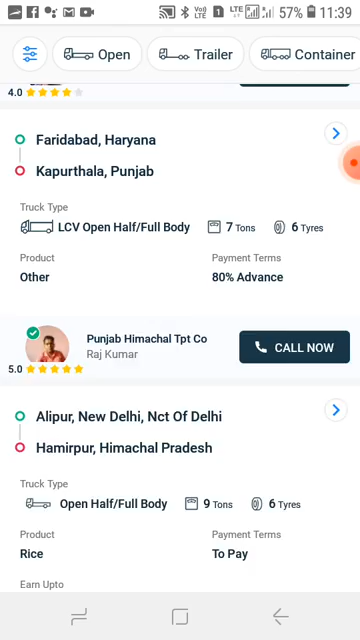 57% 11:39
Open Trailer Container
4.0
Faridabad, Haryana
Kapurthala, Punjab
Truck Type
LCV Open Half/Full Body 7 Tons 6 Tyres
Product Payment Terms
Other 80% Advance
Punjab Himachal Tpt Co
Raj Kumar
CALL NOW
5.0
Alipur, New Delhi, Nct Of Delhi
Hamirpur, Himachal Pradesh
Truck Type
Open Half/Full Body 9 Tons 6 Tyres
Product Payment Terms
Rice To Pay
Earn Upto